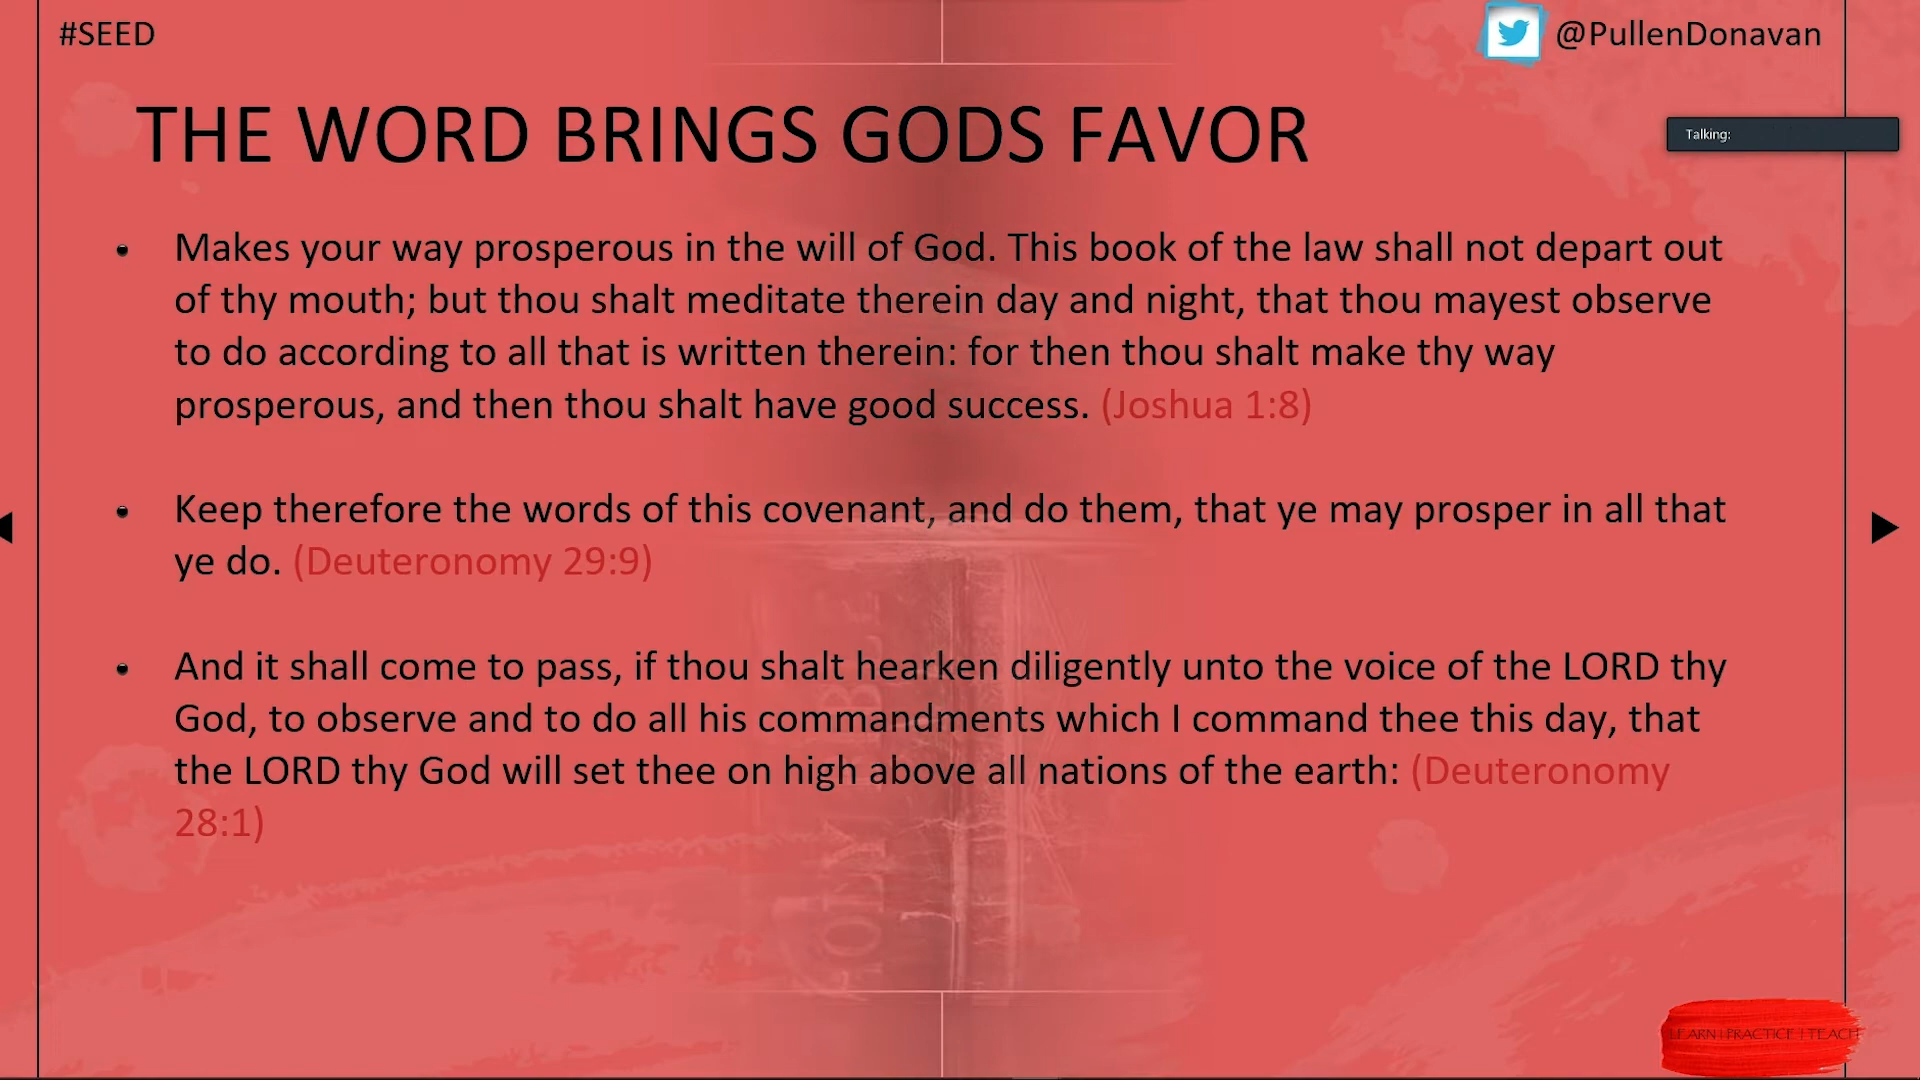 #SEED
@PullenDonavan
THE WORD BRINGS GODS FAVOR
Talking:
• Makes your way prosperous in the will of God. This book of the law shall not depart out
of thy mouth; but thou shalt meditate therein day and night, that thou mayest observe
to do according to all that is written therein: for then thou shalt make thy way
prosperous, and then thou shalt have good success. (Joshua 1:8)
• Keep therefore the words of this covenant, and do them, that ye may prosper in all that
ye do. (Deuteronomy 29:9)
• And it shall come to pass, if thou shalt hearken diligently unto the voice of the LORD thy
God, to observe and to do all his commandments which I command thee this day, that
the LORD thy God will set thee on high above all nations of the earth: (Deuteronomy
28:1)
HOLY BIBLE
LEARN | PRACTICE | TEACH